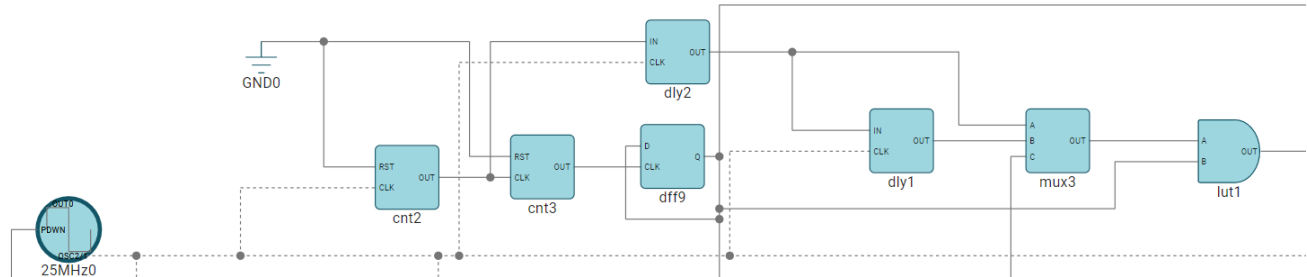 IN
OUT
CLK
dly2
GND0
RST
OUT
CLK
cnt2
RST
OUT
CLK
cnt3
D
Q
CLK
dff9
IN
OUT
CLK
dly1
A
OUT
B
C
mux3
A
OUT
B
lut1
OUT0
PDWN
25MHz0